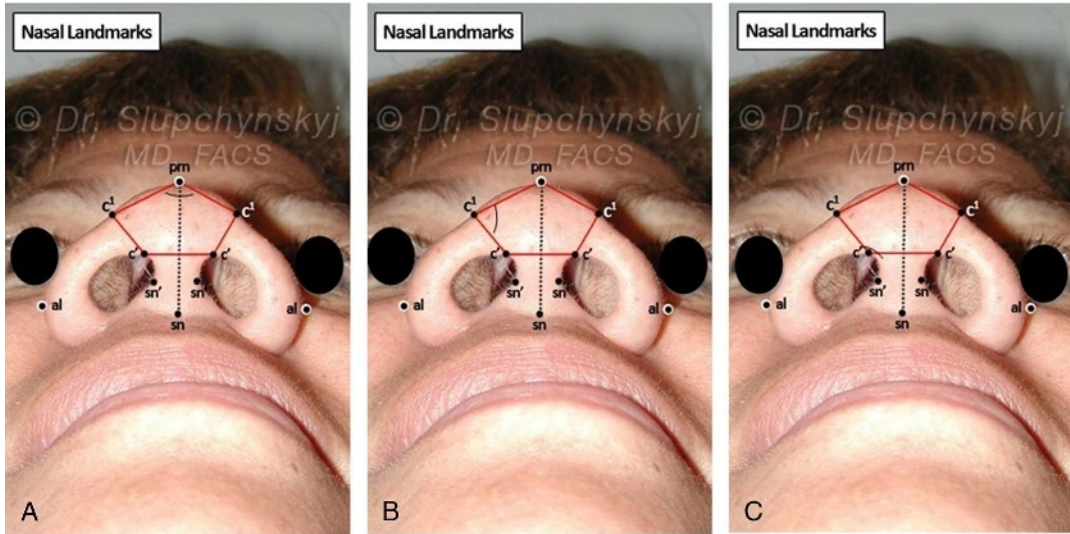 Nasal Landmarks
© Dr. Slupchynskyj
MD FACS
prn
C¹ C¹
c' c'
al sn' sn' al
sn
A
Nasal Landmarks
© Dr. Slupchynskyj
MD FACS
prn
C¹ C¹
c' c'
al sn' sn' al
sn
B
Nasal Landmarks
© Dr. Slupchynskyj
MD FACS
prn
C¹ C¹
c' c'
al sn' sn' al
sn
C